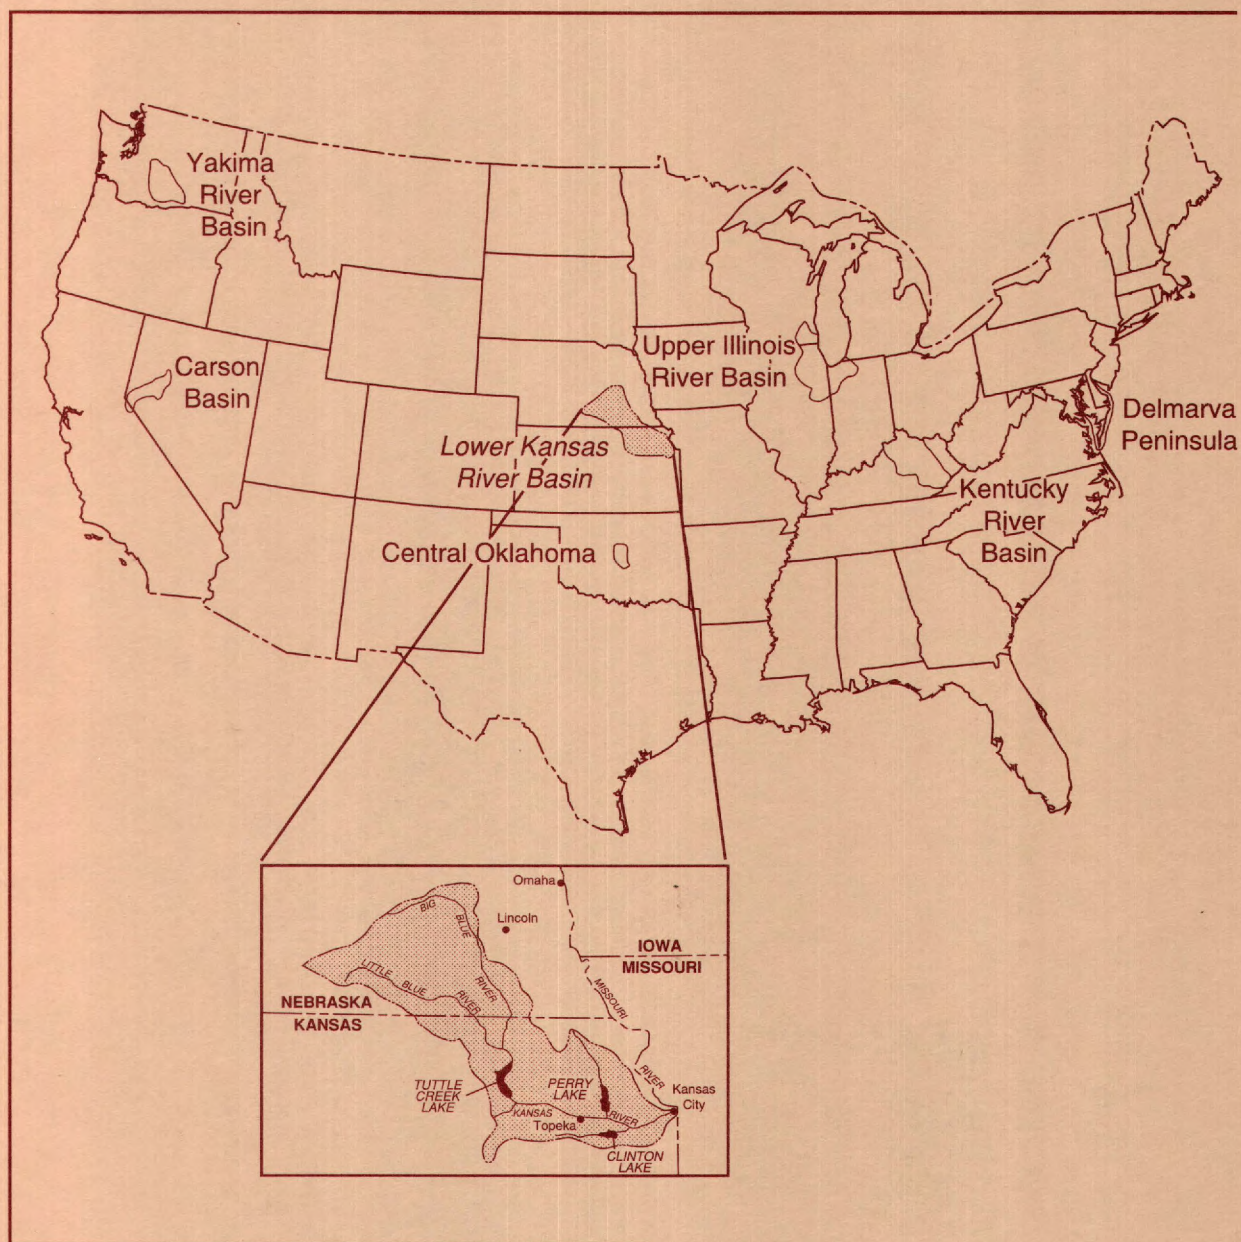 Yakima
River
Basin
Carson
Basin
Upper Illinois
River Basin
Delmarva
Peninsula
Lower Kansas
River Basin
Kentucky
River
Basin
Central Oklahoma
Omaha
BIG
BLUE
RIVER
Lincoln
IOWA
MISSOURI
LITTLE
BLUE
RIVER
MISSOURI
RIVER
NEBRASKA
KANSAS
TUTTLE
CREEK
LAKE
PERRY
LAKE
Kansas
City
KANSAS
RIVER
Topeka
CLINTON
LAKE